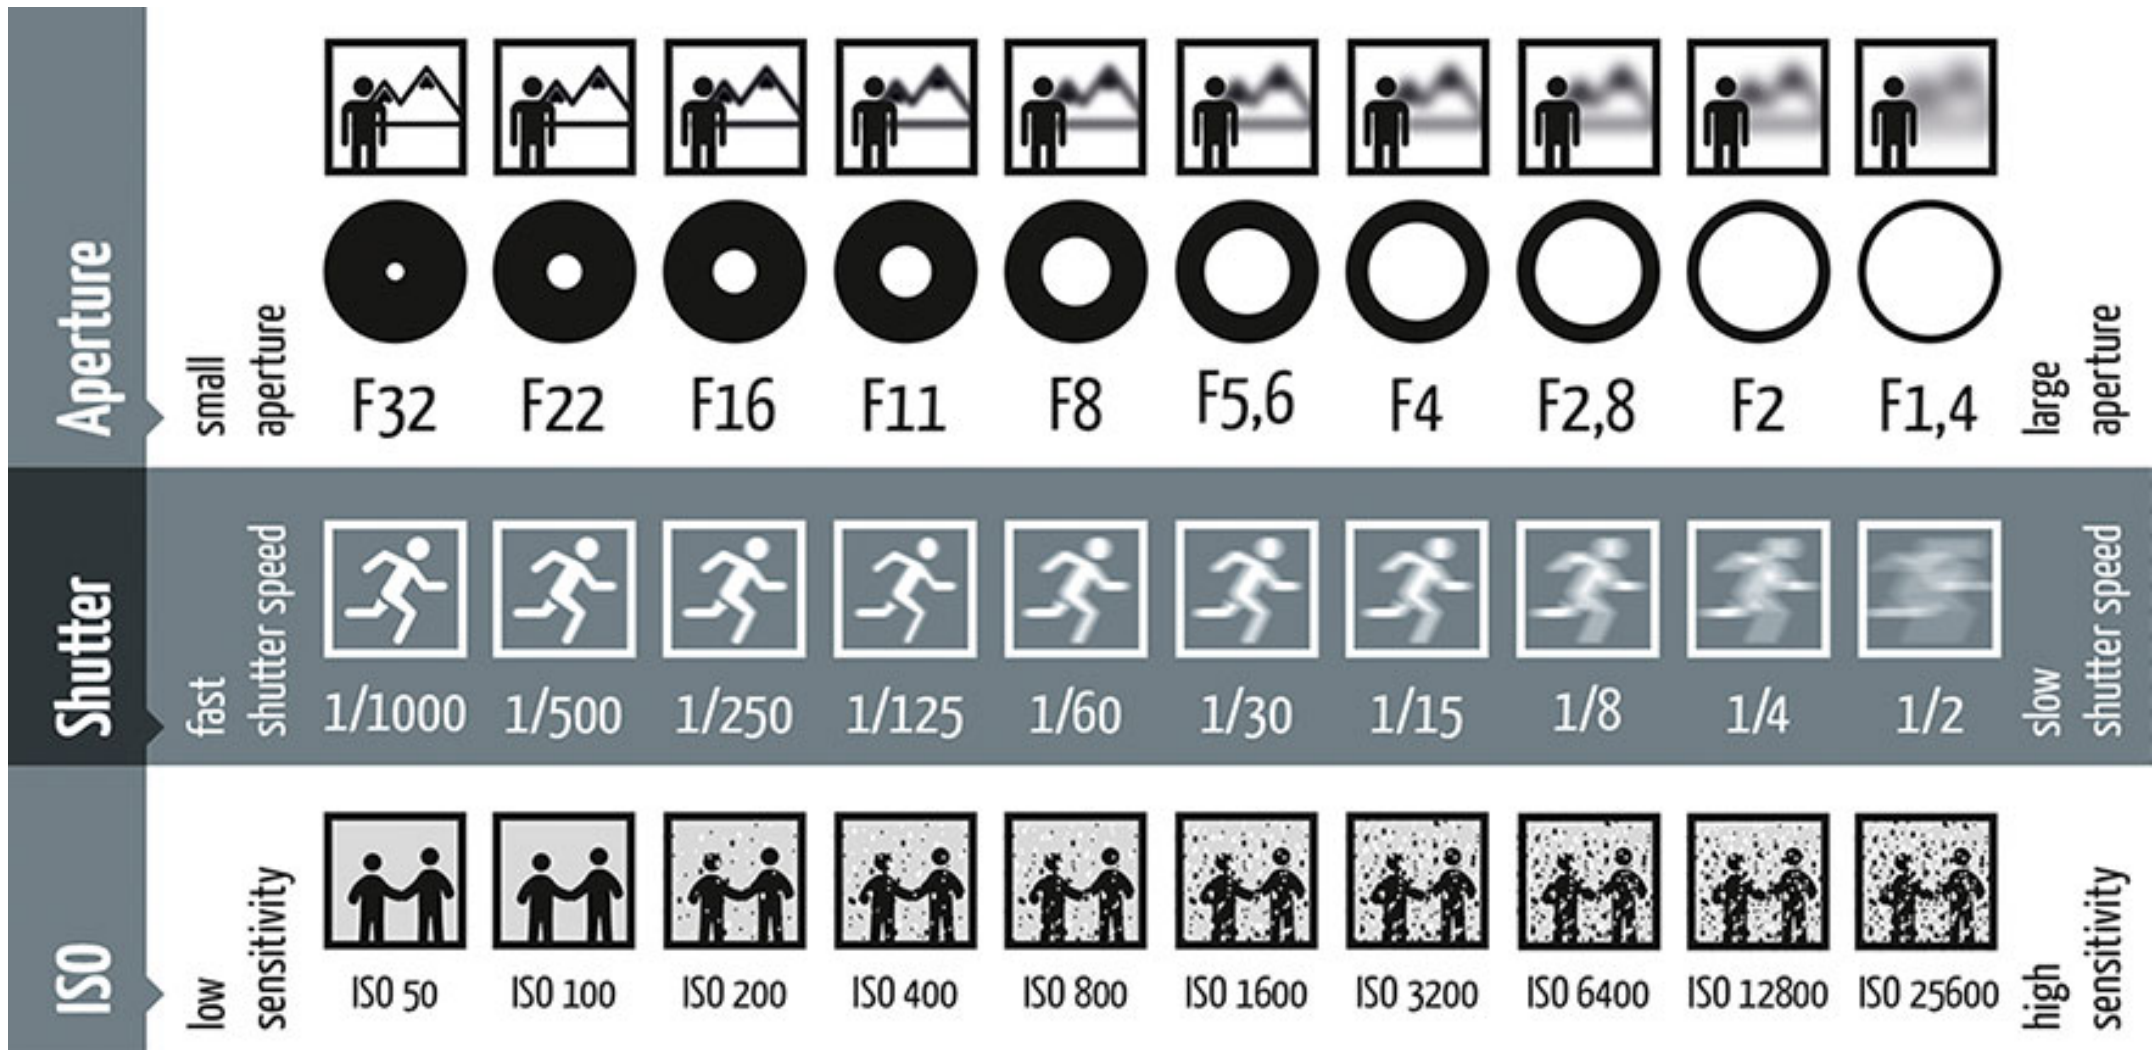 Aperture
small
aperture
F32 F22 F16 F11 F8 F5,6 F4 F2,8 F2 F1,4
large
aperture
Shutter
fast
shutter speed
1/1000 1/500 1/250 1/125 1/60 1/30 1/15 1/8 1/4 1/2
slow
shutter speed
ISO
low
sensitivity
ISO 50 ISO 100 ISO 200 ISO 400 ISO 800 ISO 1600 ISO 3200 ISO 6400 ISO 12800 ISO 25600
high
sensitivity